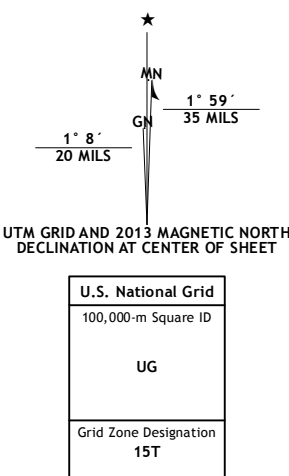 ★
MN
1° 59´
35 MILS
GN
1° 8´
20 MILS
UTM GRID AND 2013 MAGNETIC NORTH
DECLINATION AT CENTER OF SHEET
U.S. National Grid
100,000-m Square ID
UG
Grid Zone Designation
15T